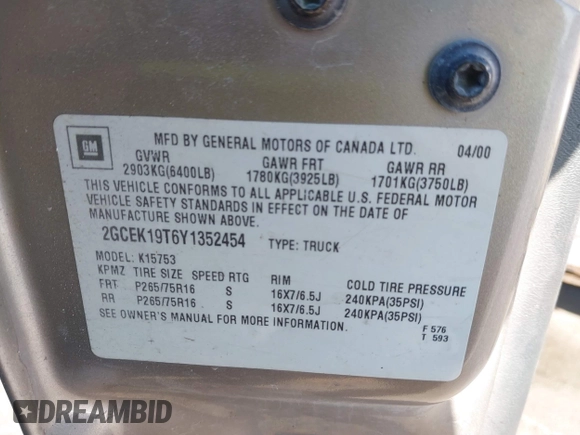 GM
MFD BY GENERAL MOTORS OF CANADA LTD. 04/00
GVWR GAWR FRT GAWR RR
2903KG(6400LB) 1780KG(3925LB) 1701KG(3750LB)
THIS VEHICLE CONFORMS TO ALL APPLICABLE U.S. FEDERAL MOTOR
VEHICLE SAFETY STANDARDS IN EFFECT ON THE DATE OF
MANUFACTURE SHOWN ABOVE.
2GCEK19T6Y1352454 TYPE: TRUCK
MODEL: K15753
KPMZ TIRE SIZE SPEED RTG RIM COLD TIRE PRESSURE
FRT P265/75R16 S 16X7/6.5J 240KPA(35PSI)
RR P265/75R16 S 16X7/6.5J 240KPA(35PSI)
SEE OWNER'S MANUAL FOR MORE INFORMATION. F 576
T 593
DREAMBID